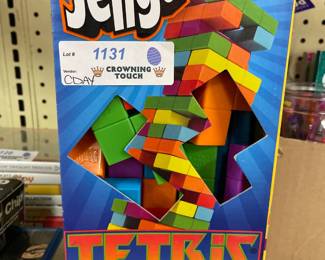 Jenga
Lot #
1131
Vendor:
CDAY
CROWNING
TOUCH
TETRIS